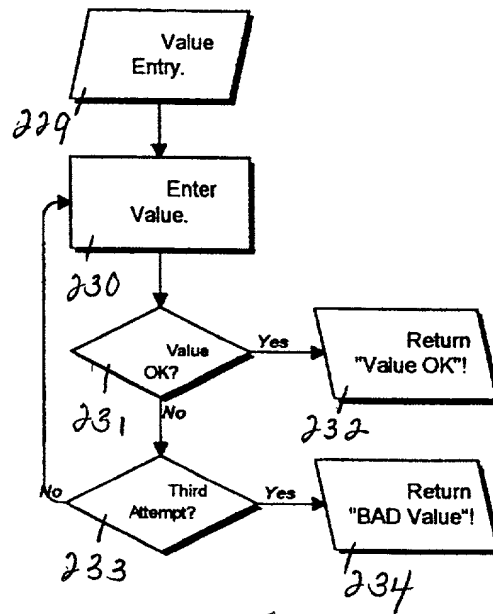 Value
Entry.
229
Enter
Value.
230
Value
OK?
Yes
Return
"Value OK"!
231
No
232
Third
Attempt?
No
Yes
Return
"BAD Value"!
233
234